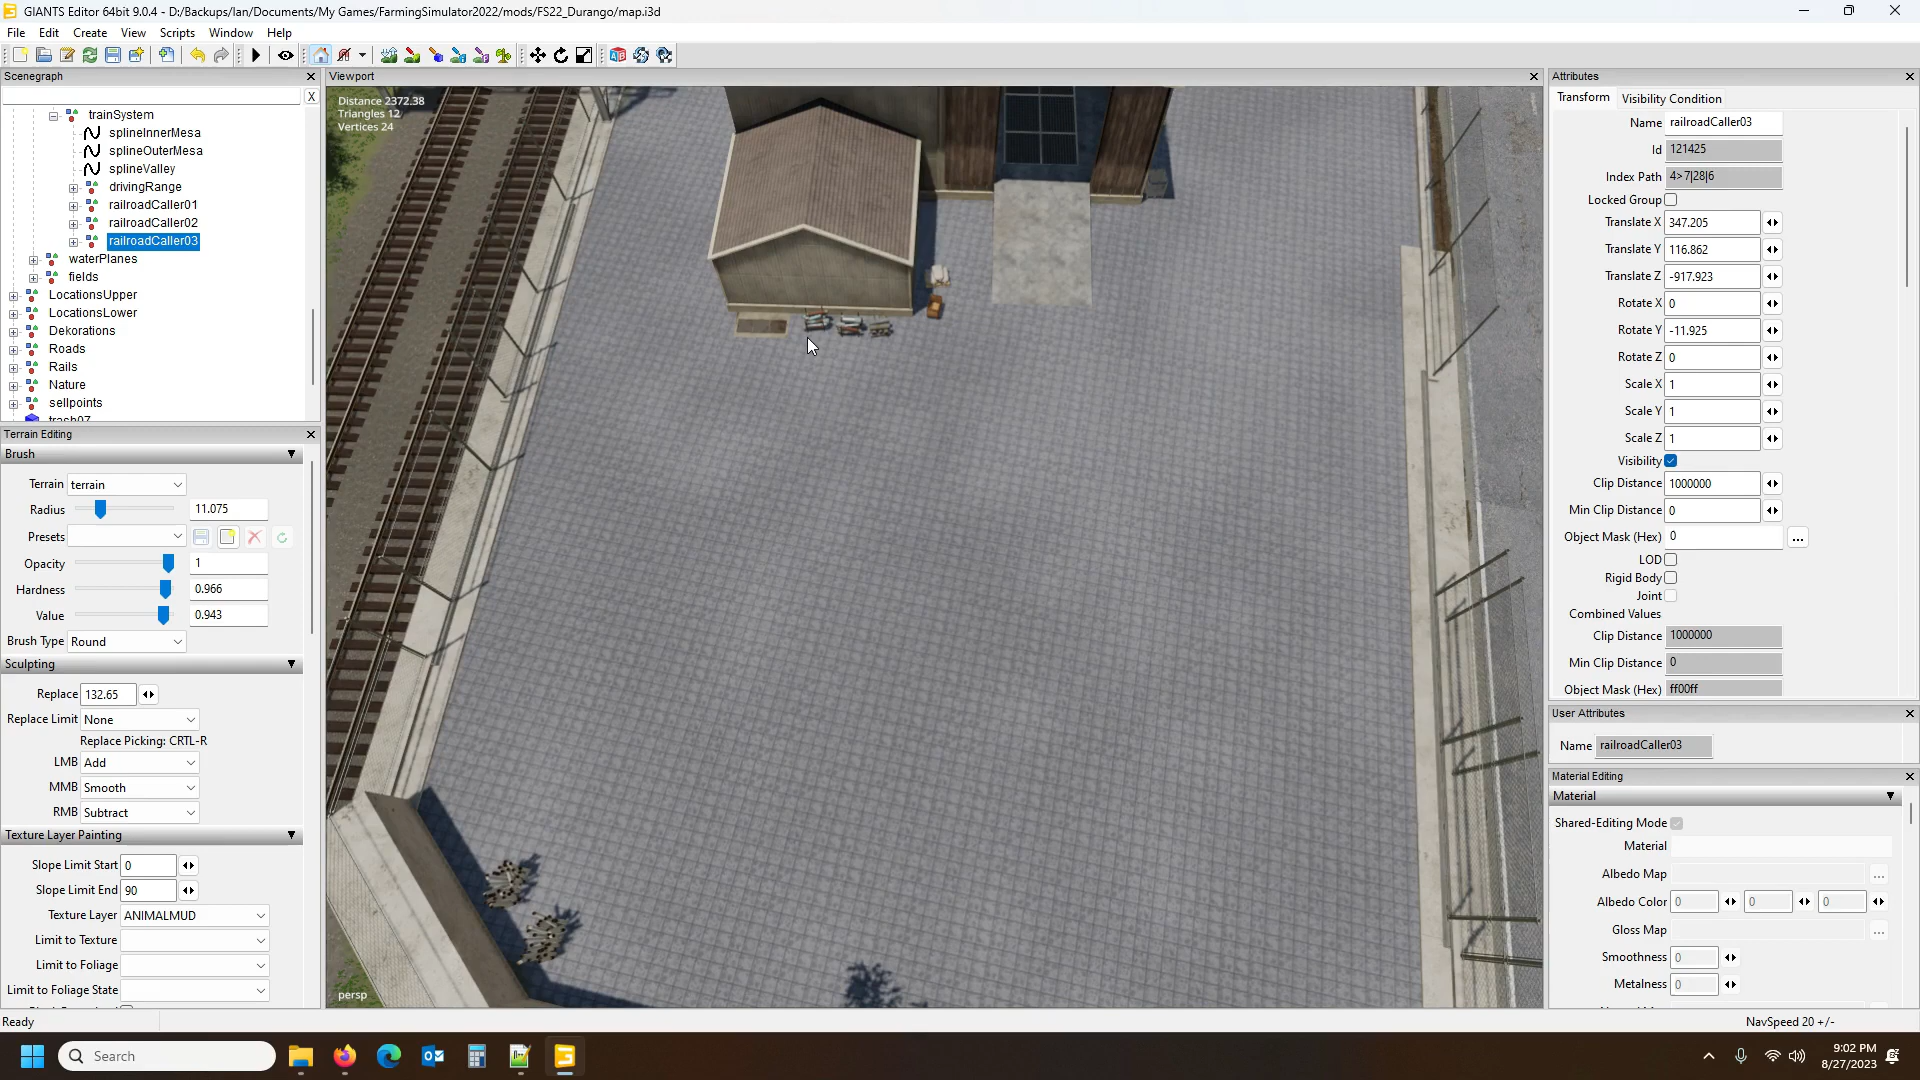 GIANTS Editor 64bit 9.0.4 - D:/Backups/Ian/Documents/My Games/FarmingSimulator2022/mods/FS22_Durango/map.i3d
File Edit Create View Scripts Window Help
Scenegraph
X
trainSystem
splineInnerMesa
splineOuterMesa
splineValley
drivingRange
railroadCaller01
railroadCaller02
railroadCaller03
waterPlanes
fields
LocationsUpper
LocationsLower
Dekorations
Roads
Rails
Nature
sellpoints
trash07
Terrain Editing
Brush
Terrain terrain
Radius 11.075
Presets
Opacity 1
Hardness 0.966
Value 0.943
Brush Type Round
Sculpting
Replace 132.65
Replace Limit None
Replace Picking: CRTL-R
LMB Add
MMB Smooth
RMB Subtract
Texture Layer Painting
Slope Limit Start 0
Slope Limit End 90
Texture Layer ANIMALMUD
Limit to Texture
Limit to Foliage
Limit to Foliage State
Viewport
Distance 2372.38
Triangles 12
Vertices 24
persp
Attributes
Transform Visibility Condition
Name railroadCaller03
Id 121425
Index Path 4>7|28|6
Locked Group
Translate X 347.205
Translate Y 116.862
Translate Z -917.923
Rotate X 0
Rotate Y -11.925
Rotate Z 0
Scale X 1
Scale Y 1
Scale Z 1
Visibility
Clip Distance 1000000
Min Clip Distance 0
Object Mask (Hex) 0 ...
LOD
Rigid Body
Joint
Combined Values
Clip Distance 1000000
Min Clip Distance 0
Object Mask (Hex) ff00ff
User Attributes
Name railroadCaller03
Material Editing
Material
Shared-Editing Mode
Material
Albedo Map ...
Albedo Color 0 0 0
Gloss Map ...
Smoothness 0
Metalness 0
Ready
NavSpeed 20 +/-
Search
9:02 PM
8/27/2023